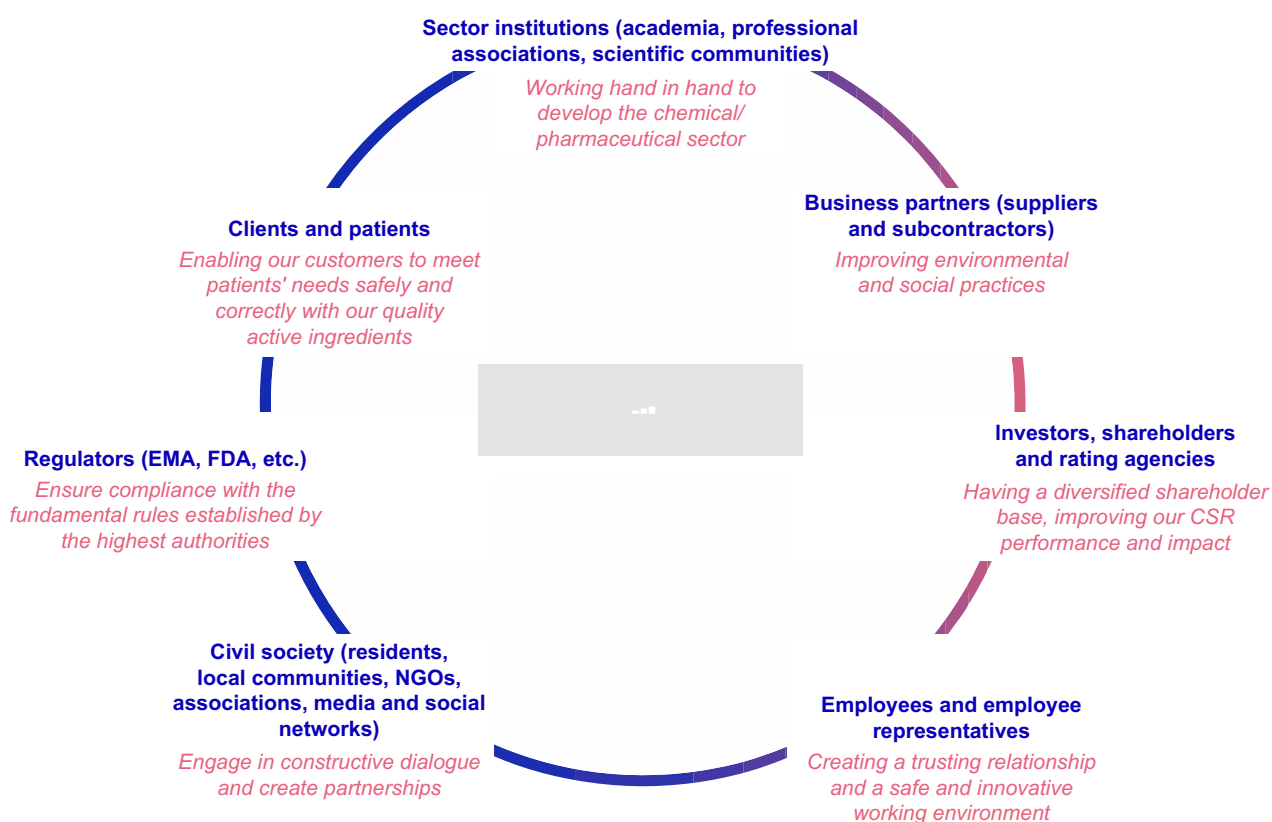 Sector institutions (academia, professional
associations, scientific communities)
Working hand in hand to
develop the chemical/
pharmaceutical sector
Business partners (suppliers
and subcontractors)
Improving environmental
and social practices
Investors, shareholders
and rating agencies
Having a diversified shareholder
base, improving our CSR
performance and impact
Employees and employee
representatives
Creating a trusting relationship
and a safe and innovative
working environment
Civil society (residents,
local communities, NGOs,
associations, media and social
networks)
Engage in constructive dialogue
and create partnerships
Regulators (EMA, FDA, etc.)
Ensure compliance with the
fundamental rules established by
the highest authorities
Clients and patients
Enabling our customers to meet
patients' needs safely and
correctly with our quality
active ingredients